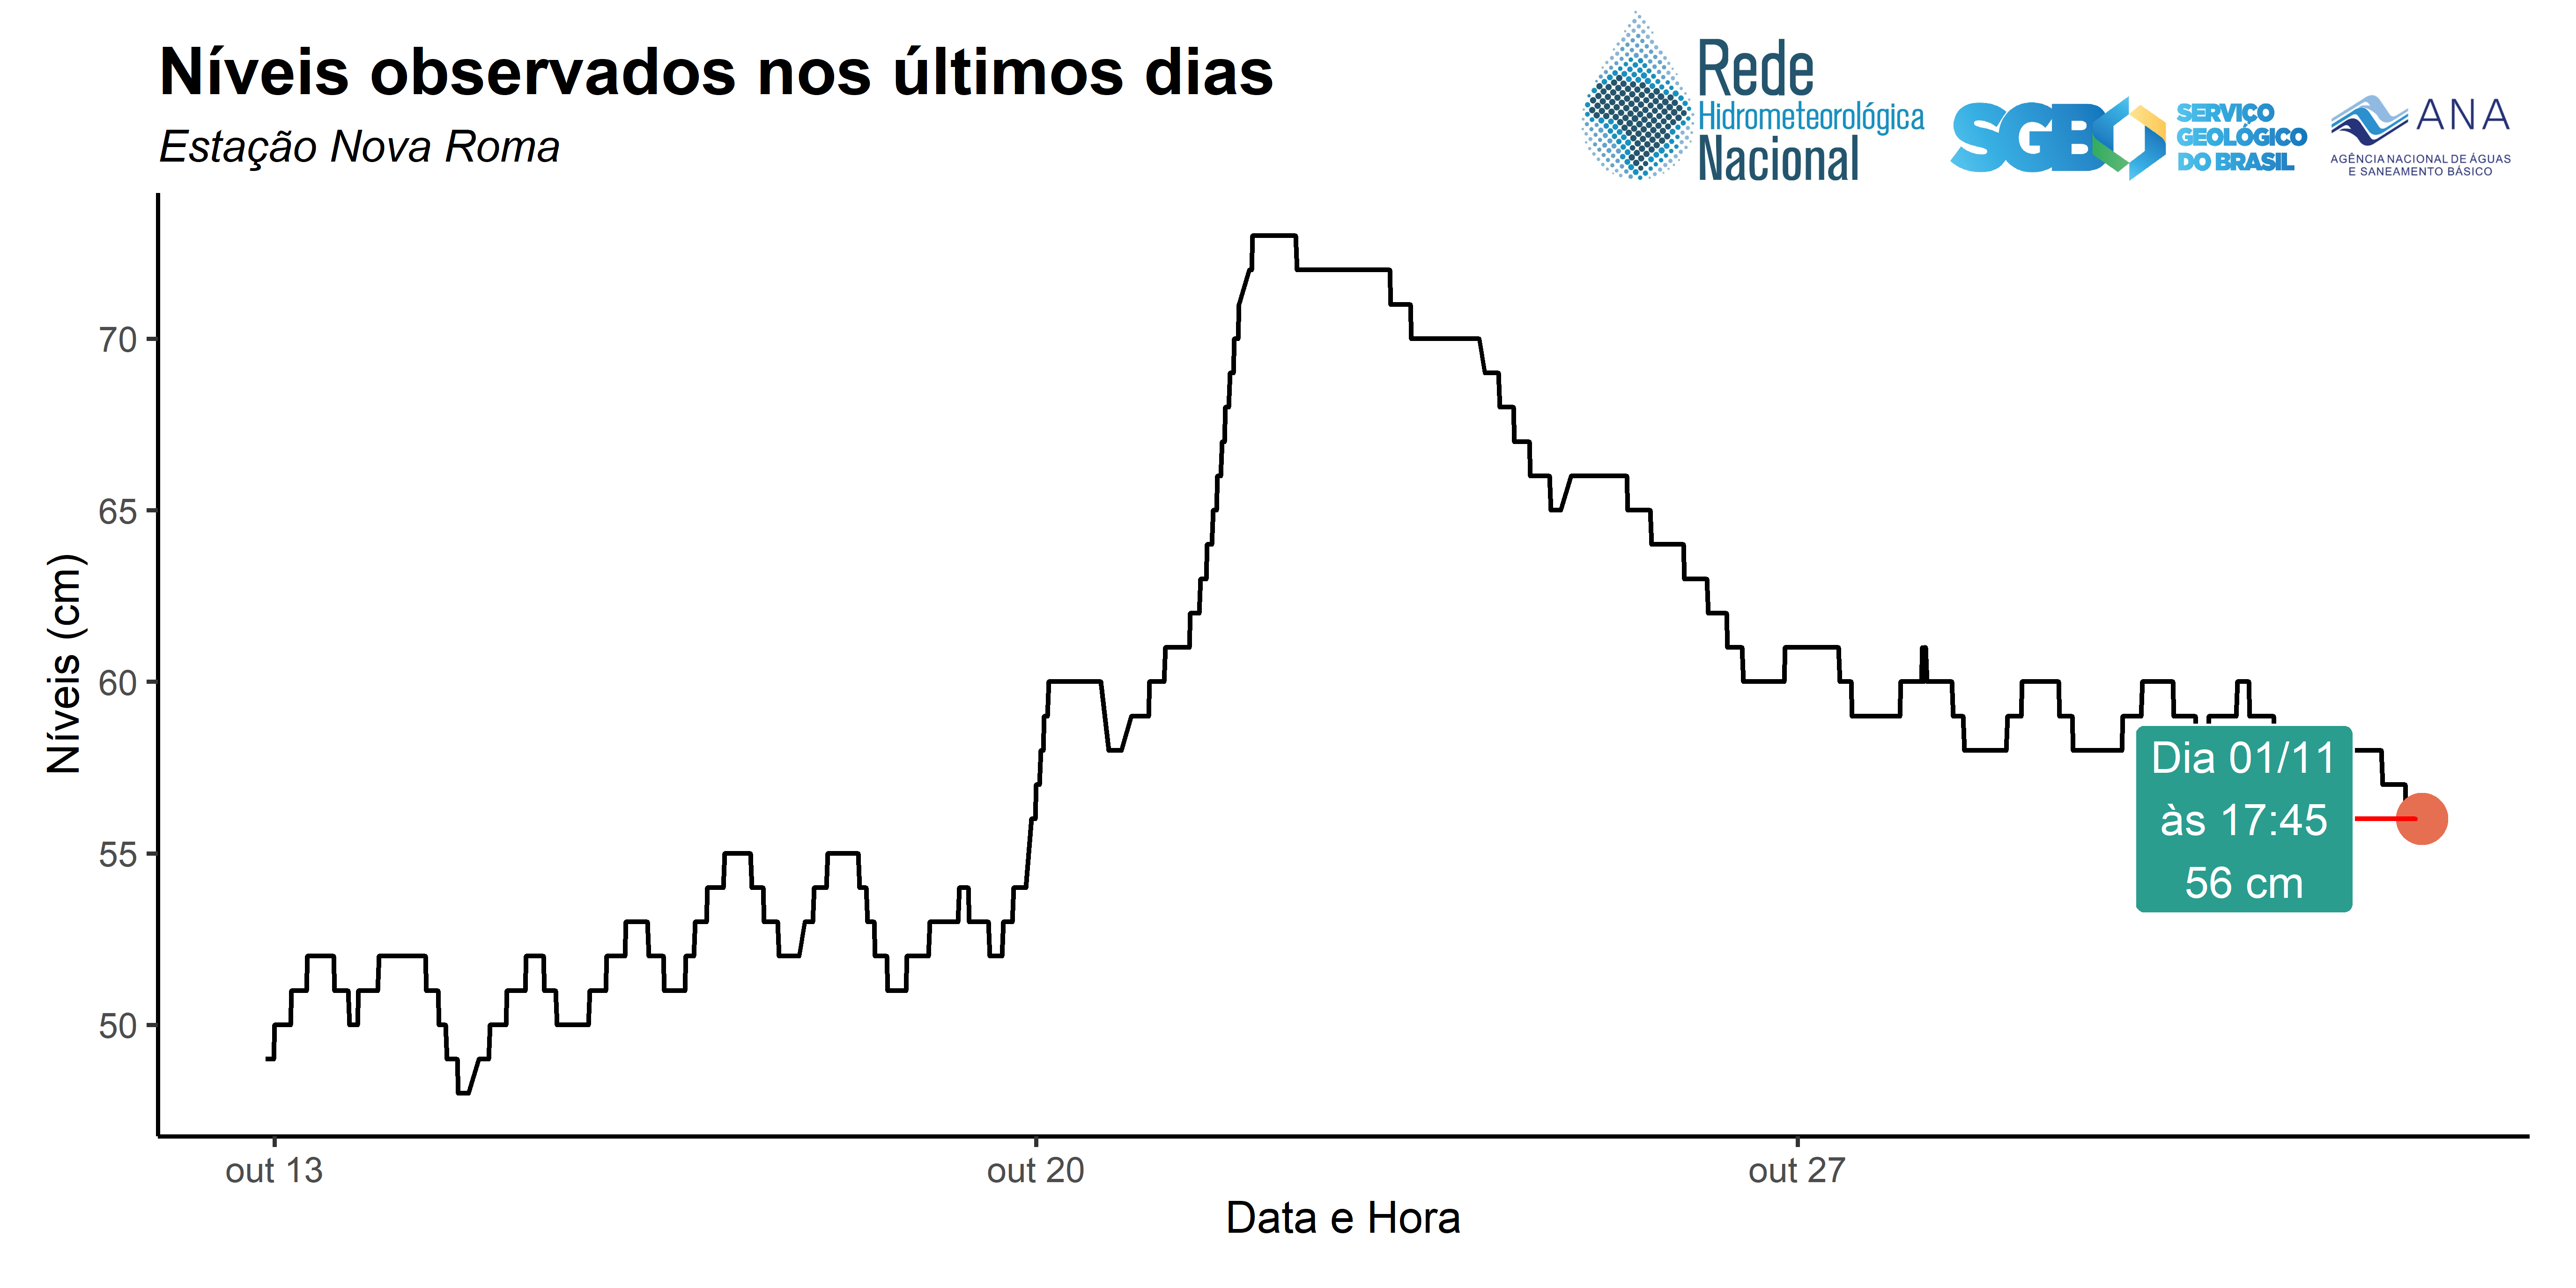 Níveis observados nos últimos dias
Estação Nova Roma
Rede
Hidrometeorológica
Nacional
SGB
SERVIÇO
GEOLÓGICO
DO BRASIL
ANA
AGÊNCIA NACIONAL DE ÁGUAS
E SANEAMENTO BÁSICO
Níveis (cm)
70
65
60
55
50
Dia 01/11
às 17:45
56 cm
out 13
out 20
out 27
Data e Hora